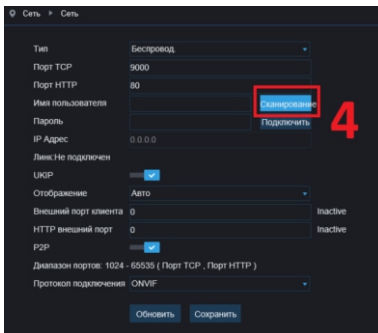 Сеть ▸ Сеть
Тип Беспровод.
Порт TCP 9000
Порт HTTP 80
Имя пользователя Сканирование
4
Пароль Подключить
IP Адрес 0.0.0.0
Линк:Не подключен
UKIP
Отображение Авто
Внешний порт клиента 0 Inactive
HTTP внешний порт 0 Inactive
P2P
Диапазон портов: 1024 - 65535 ( Порт TCP , Порт HTTP )
Протокол подключения ONVIF
Обновить Сохранить